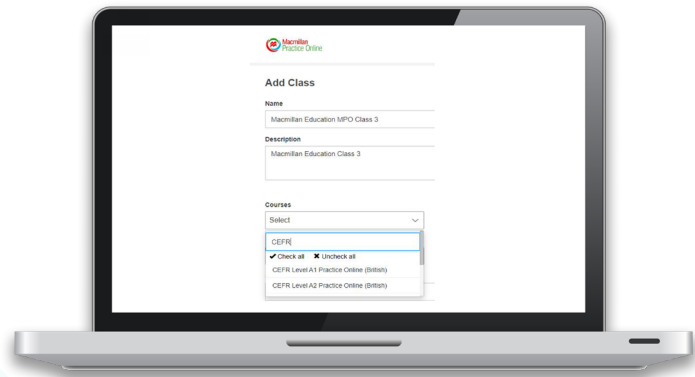 Macmillan
Practice Online
Add Class
Name
Macmillan Education MPO Class 3
Description
Macmillan Education Class 3
Courses
Select
CEFR
✔ Check all ✖ Uncheck all
CEFR Level A1 Practice Online (British)
CEFR Level A2 Practice Online (British)